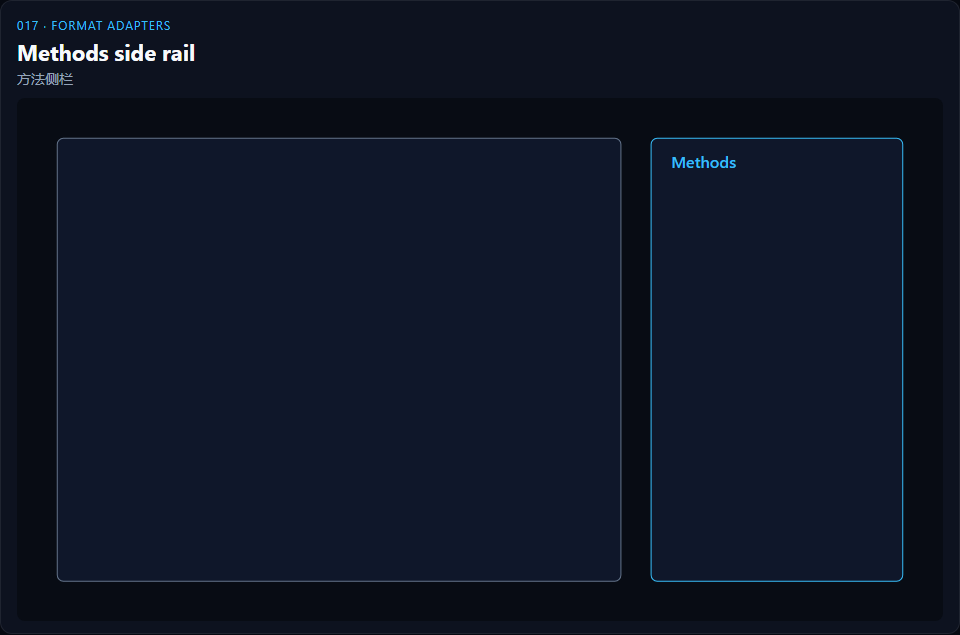 017 · FORMAT ADAPTERS
Methods side rail
方法侧栏
Methods